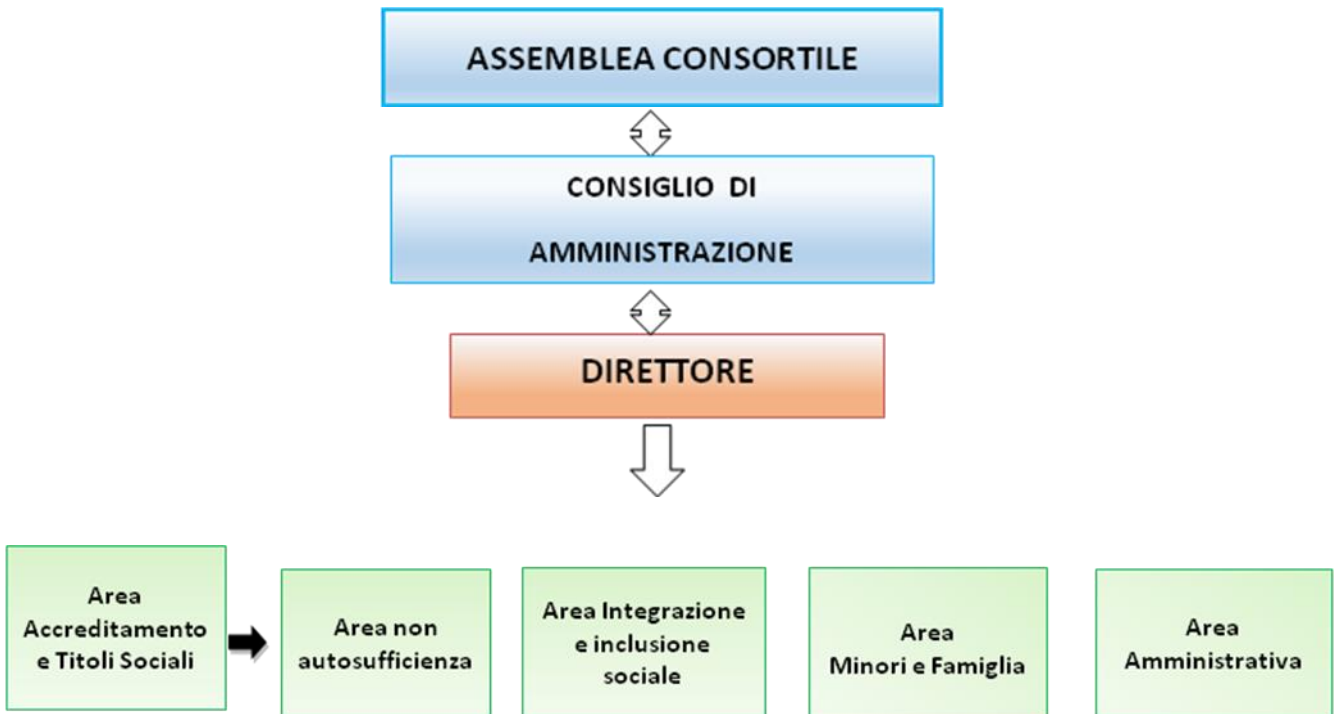 ASSEMBLEA CONSORTILE
CONSIGLIO DI
AMMINISTRAZIONE
DIRETTORE
Area
Accreditamento
e Titoli Sociali
Area non
autosufficienza
Area Integrazione
e inclusione
sociale
Area
Minori e Famiglia
Area
Amministrativa